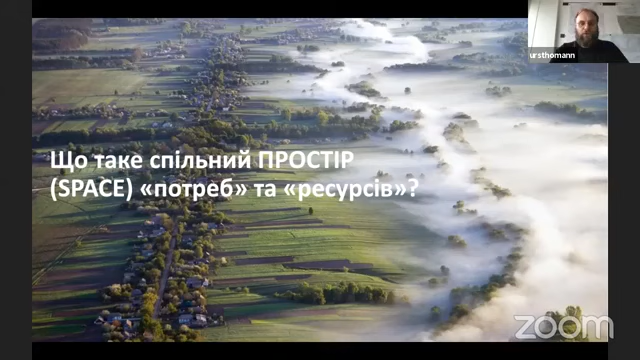 ursthomann
Що таке спільний ПРОСТІР
(SPACE) «потреб» та «ресурсів»?
zoom